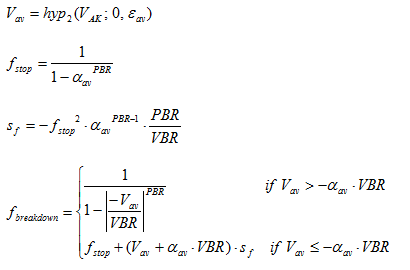 V_av = hyp_2(V_AK; 0, ε_av)
f_stop = 1 / (1 − α_av^PBR)
s_f = −f_stop^2 · α_av^(PBR−1) · PBR / VBR
f_breakdown = { 1 / (1 − |−V_av / VBR|^PBR) if V_av > −α_av · VBR
f_stop + (V_av + α_av · VBR) · s_f if V_av ≤ −α_av · VBR